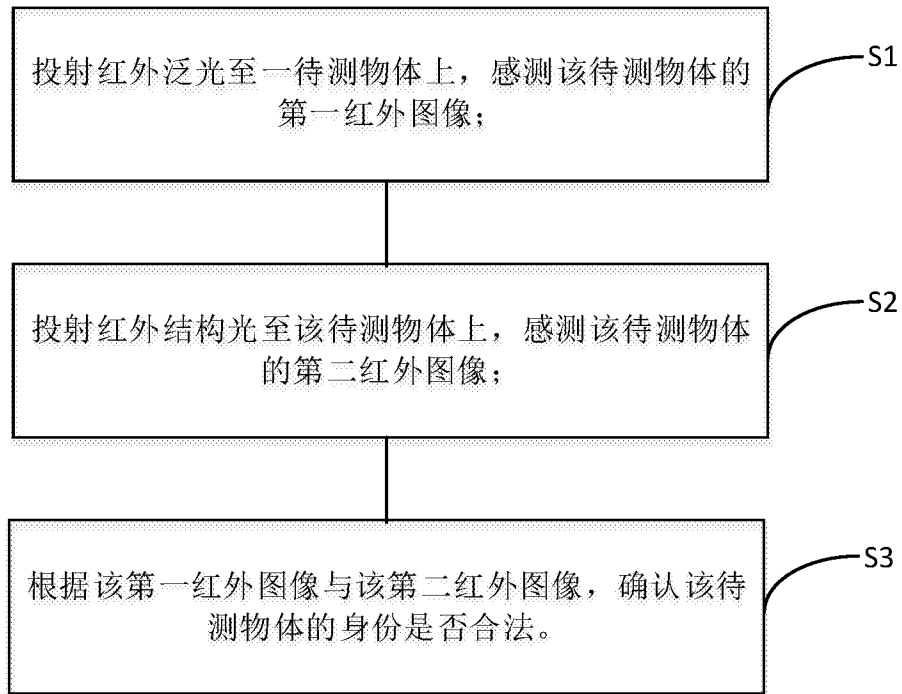 投射红外泛光至一待测物体上，感测该待测物体的
第一红外图像；
S1
投射红外结构光至该待测物体上，感测该待测物体
的第二红外图像；
S2
根据该第一红外图像与该第二红外图像，确认该待
测物体的身份是否合法。
S3